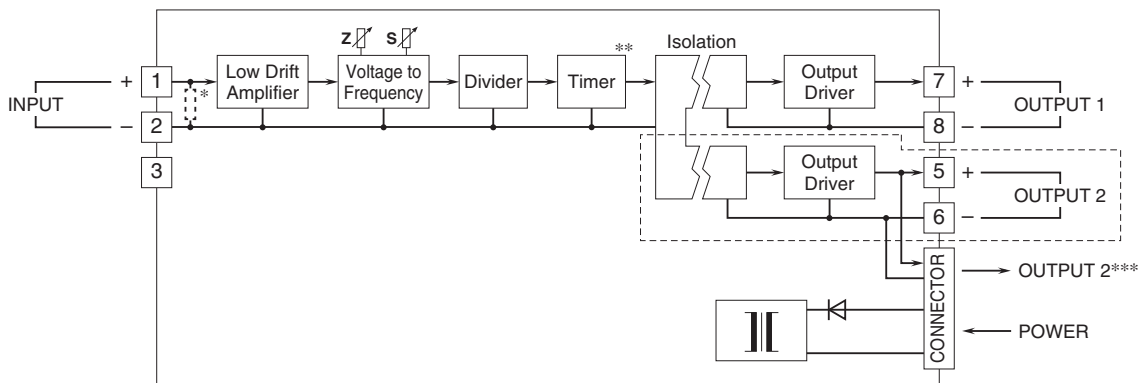 Z S ** Isolation
+ 1 Low Drift Amplifier Voltage to Frequency Divider Timer Output Driver 7 +
INPUT * OUTPUT 1
− 2 8 −
3 Output Driver 5 +
OUTPUT 2
6 −
CONNECTOR
OUTPUT 2***
POWER